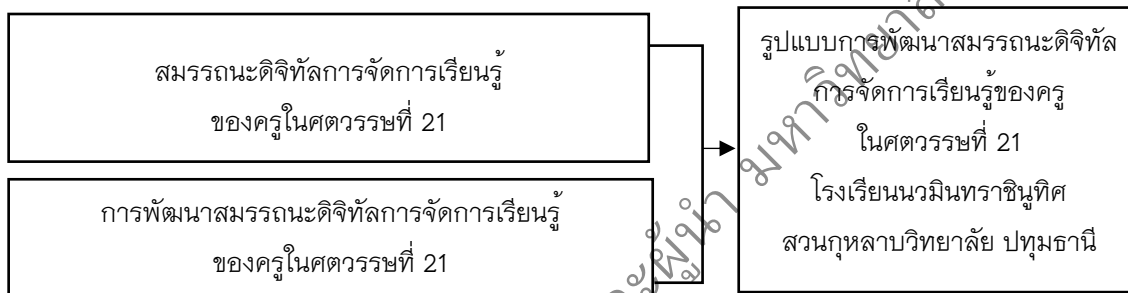 สมรรถนะดิจิทัลการจัดการเรียนรู้
ของครูในศตวรรษที่ 21
การพัฒนาสมรรถนะดิจิทัลการจัดการเรียนรู้
ของครูในศตวรรษที่ 21
รูปแบบการพัฒนาสมรรถนะดิจิทัล
การจัดการเรียนรู้ของครู
ในศตวรรษที่ 21
โรงเรียนนวมินทราชินูทิศ
สวนกุหลาบวิทยาลัย ปทุมธานี
มหาวิทยาล